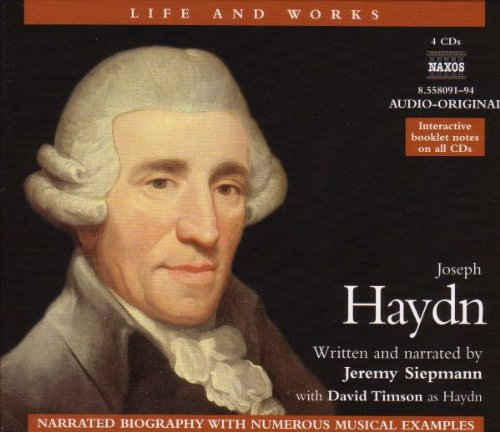 LIFE AND WORKS
4 CDs
NAXOS
8.558091–94
AUDIO-ORIGINAL
Interactive
booklet notes
on all CDs
Joseph
Haydn
Written and narrated by
Jeremy Siepmann
with David Timson as Haydn
NARRATED BIOGRAPHY WITH NUMEROUS MUSICAL EXAMPLES